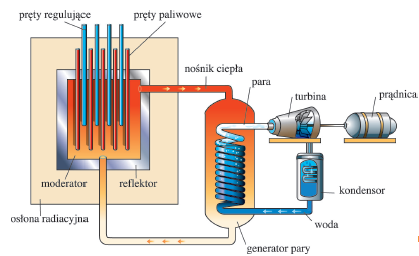 pręty regulujące
pręty paliwowe
nośnik ciepła
para
turbina
prądnica
moderator
reflektor
kondensor
osłona radiacyjna
woda
generator pary